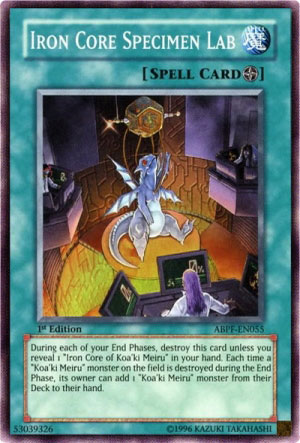 IRON CORE SPECIMEN LAB
[SPELL CARD]
1st Edition
ABPF-EN055
During each of your End Phases, destroy this card unless you
reveal 1 "Iron Core of Koa'ki Meiru" in your hand. Each time a
"Koa'ki Meiru" monster on the field is destroyed during the End
Phase, its owner can add 1 "Koa'ki Meiru" monster from their
Deck to their hand.
53039326
©1996 KAZUKI TAKAHASHI